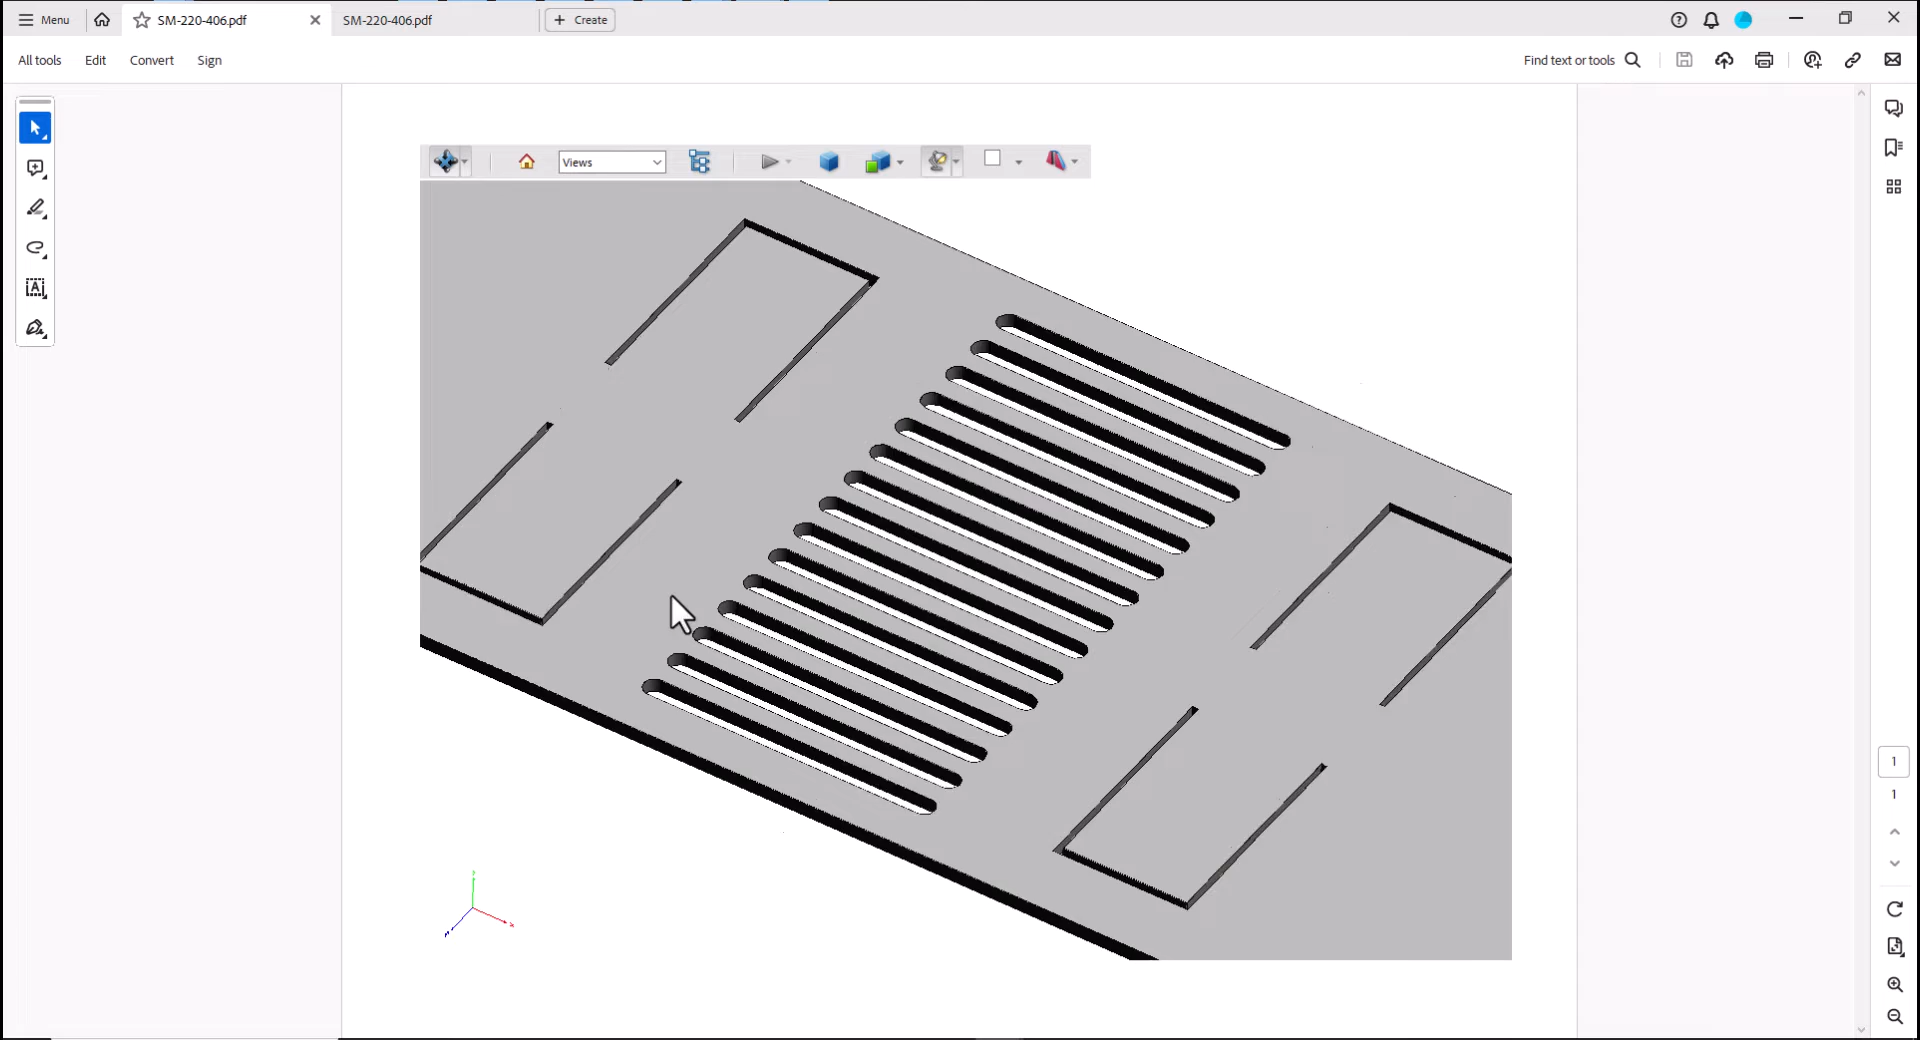 Menu
SM-220-406.pdf
SM-220-406.pdf
Create
All tools
Edit
Convert
Sign
Find text or tools
Views
1
1